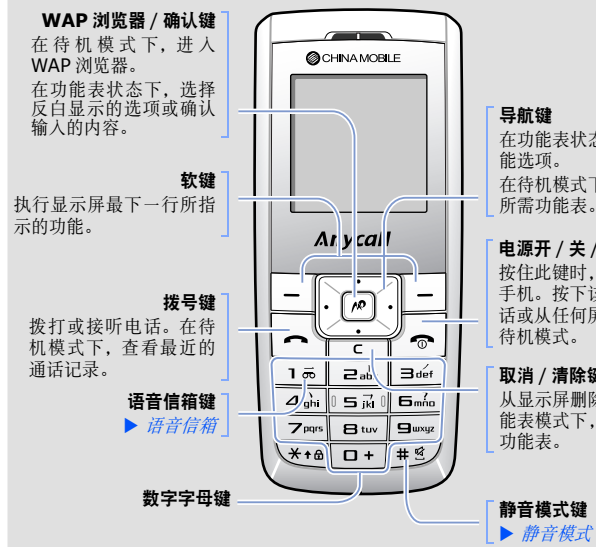 WAP 浏览器 / 确认键
在待机模式下，进入
WAP 浏览器。
在功能表状态下，选择
反白显示的选项或确认
输入的内容。
软键
执行显示屏最下一行所指
示的功能。
拨号键
拨打或接听电话。在待
机模式下，查看最近的
通话记录。
语音信箱键
▶ 语音信箱
数字字母键
CHINA MOBILE
Anycall
C
1
2 abc
3 def
4 ghi
5 jkl
6 mno
7 pqrs
8 tuv
9 wxyz
* 
0 +
#
导航键
在功能表状态
能选项。
在待机模式下
所需功能表。
电源开 / 关 /
按住此键时，
手机。按下该
话或从任何屏
待机模式。
取消 / 清除键
从显示屏删除
能表模式下，
功能表。
静音模式键
▶ 静音模式